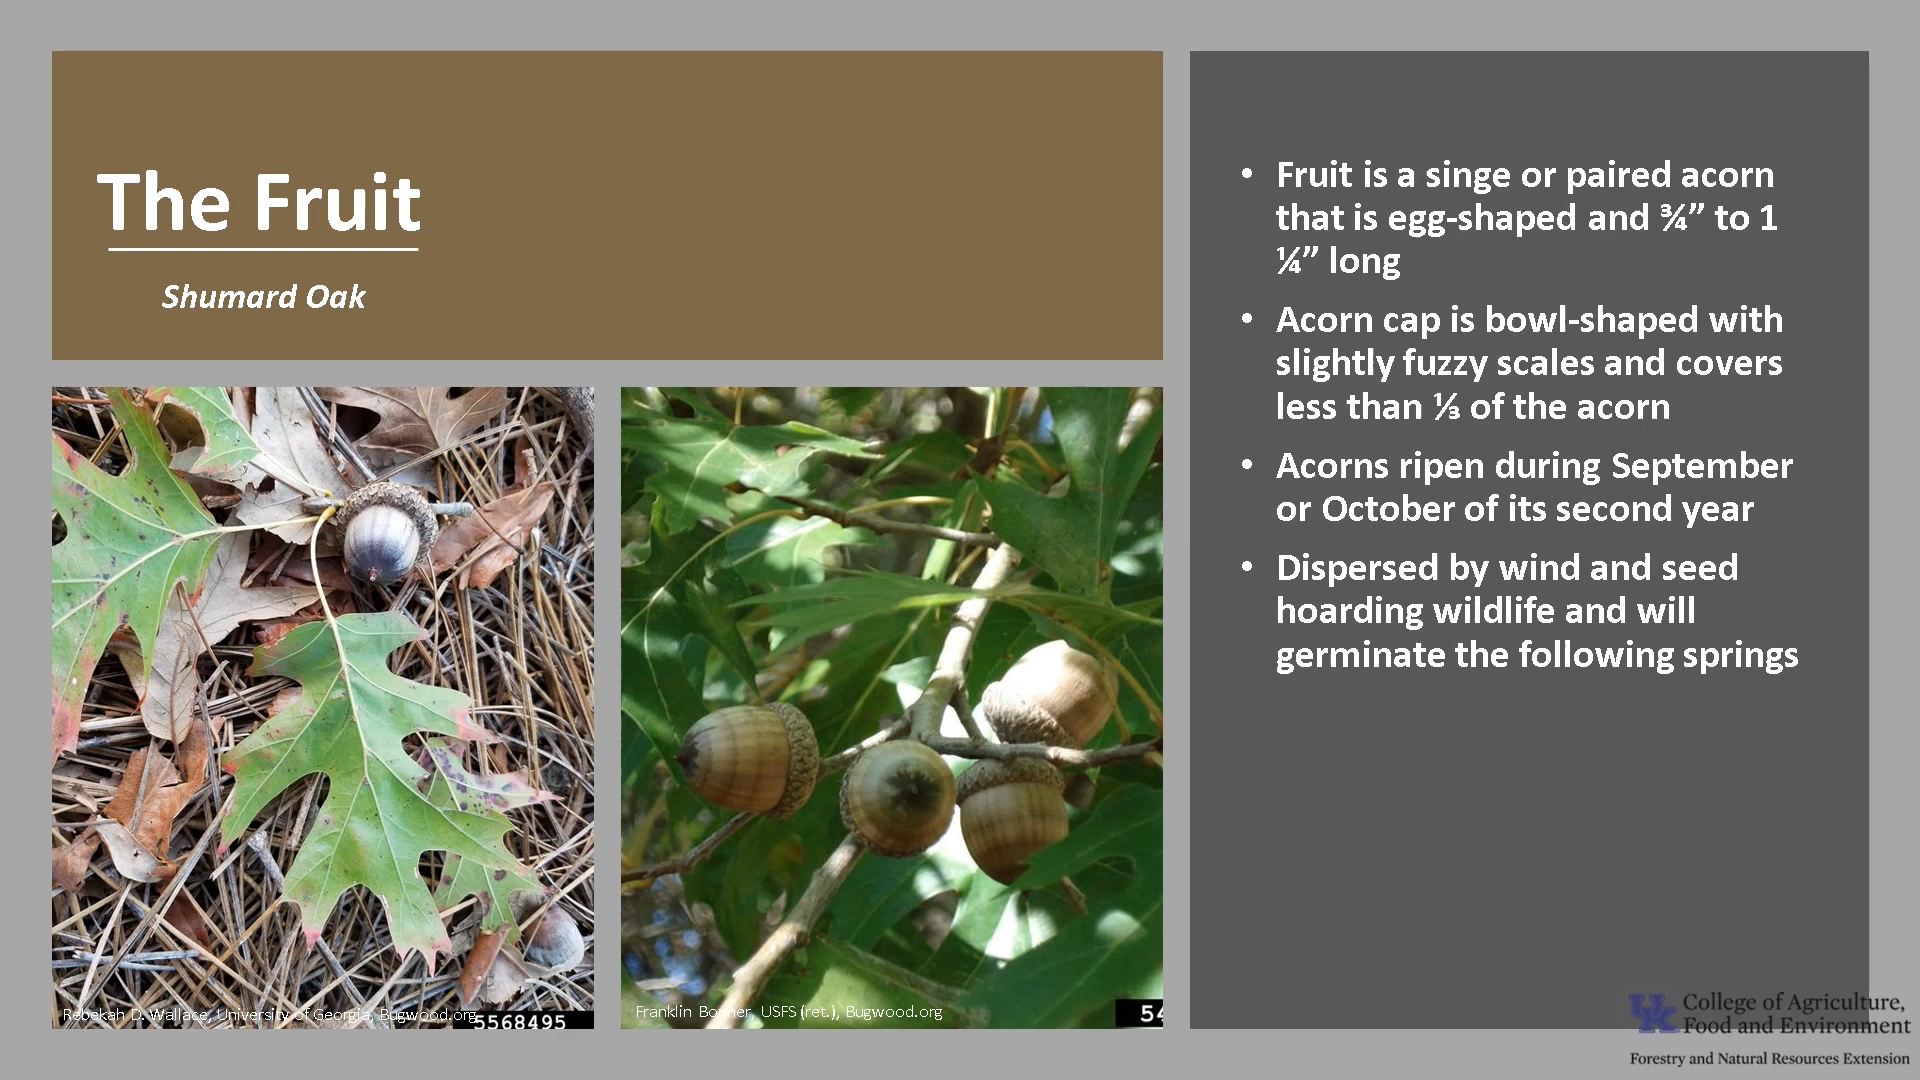 The Fruit
Shumard Oak
• Fruit is a singe or paired acorn
that is egg-shaped and ¾” to 1
¼” long
• Acorn cap is bowl-shaped with
slightly fuzzy scales and covers
less than ⅓ of the acorn
• Acorns ripen during September
or October of its second year
• Dispersed by wind and seed
hoarding wildlife and will
germinate the following springs
Rebekah D. Wallace, University of Georgia, Bugwood.org
5568495
Franklin Bonner, USFS (ret.), Bugwood.org
54
UK
College of Agriculture,
Food and Environment
Forestry and Natural Resources Extension